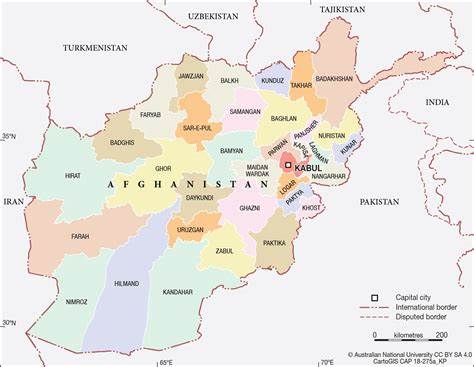 TAJIKISTAN
UZBEKISTAN
TURKMENISTAN
JAWZJAN
BALKH
KUNDUZ
TAKHAR
BADAKHSHAN
FARYAB
SAMANGAN
BAGHLAN
INDIA
SAR-E-PUL
PANJSHER
NURISTAN
35°N
BADGHIS
BAMYAN
PARWAN
KAPISA
LAGHMAN
KUNAR
HIRAT
GHOR
MAIDAN
WARDAK
KABUL
NANGARHAR
AFGHANISTAN
LOGAR
IRAN
DAYKUNDI
GHAZNI
PAKTYA
KHOST
PAKISTAN
FARAH
URUZGAN
PAKTIKA
ZABUL
NIMROZ
HILMAND
KANDAHAR
Capital city
International border
Disputed border
30°N
0 kilometres 200
65°E
70°E
© Australian National University CC BY SA 4.0
CartoGIS CAP 18-275a_KP